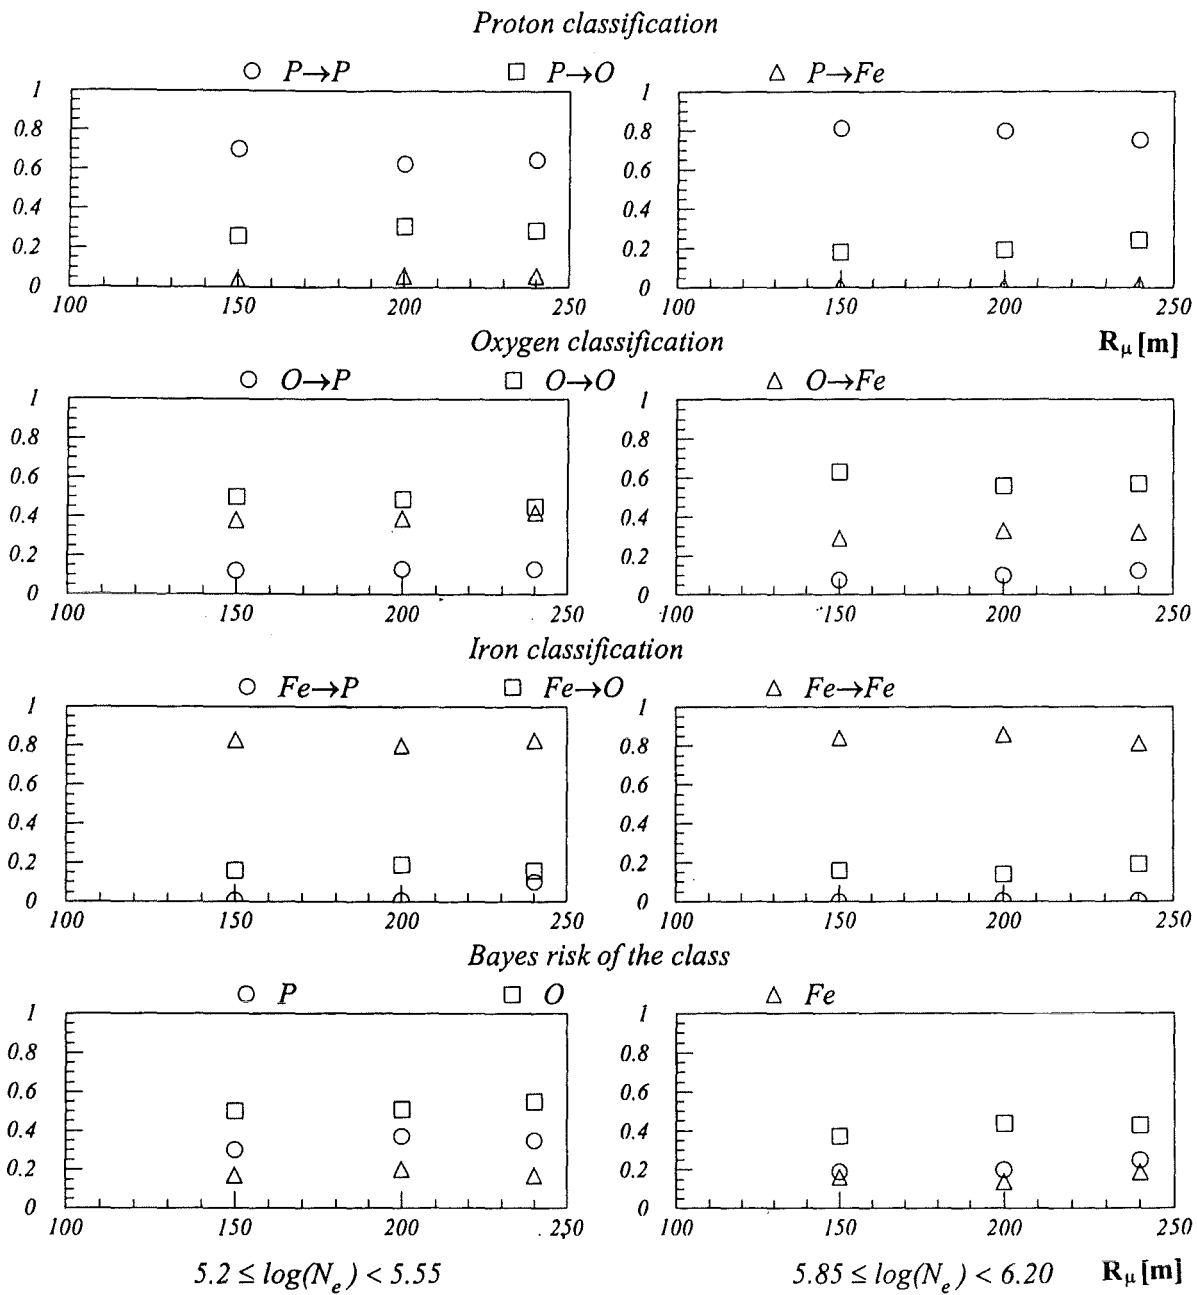 Proton classification
P→P P→O P→Fe
1 1
0.8 0.8
0.6 0.6
0.4 0.4
0.2 0.2
0 0
100 150 200 250 100 150 200 250
Oxygen classification R_μ [m]
O→P O→O O→Fe
1 1
0.8 0.8
0.6 0.6
0.4 0.4
0.2 0.2
0 0
100 150 200 250 100 150 200 250
Iron classification
Fe→P Fe→O Fe→Fe
1 1
0.8 0.8
0.6 0.6
0.4 0.4
0.2 0.2
0 0
100 150 200 250 100 150 200 250
Bayes risk of the class
P O Fe
1 1
0.8 0.8
0.6 0.6
0.4 0.4
0.2 0.2
0 0
100 150 200 250 100 150 200 250
5.2 ≤ log(N_e) < 5.55 5.85 ≤ log(N_e) < 6.20 R_μ [m]